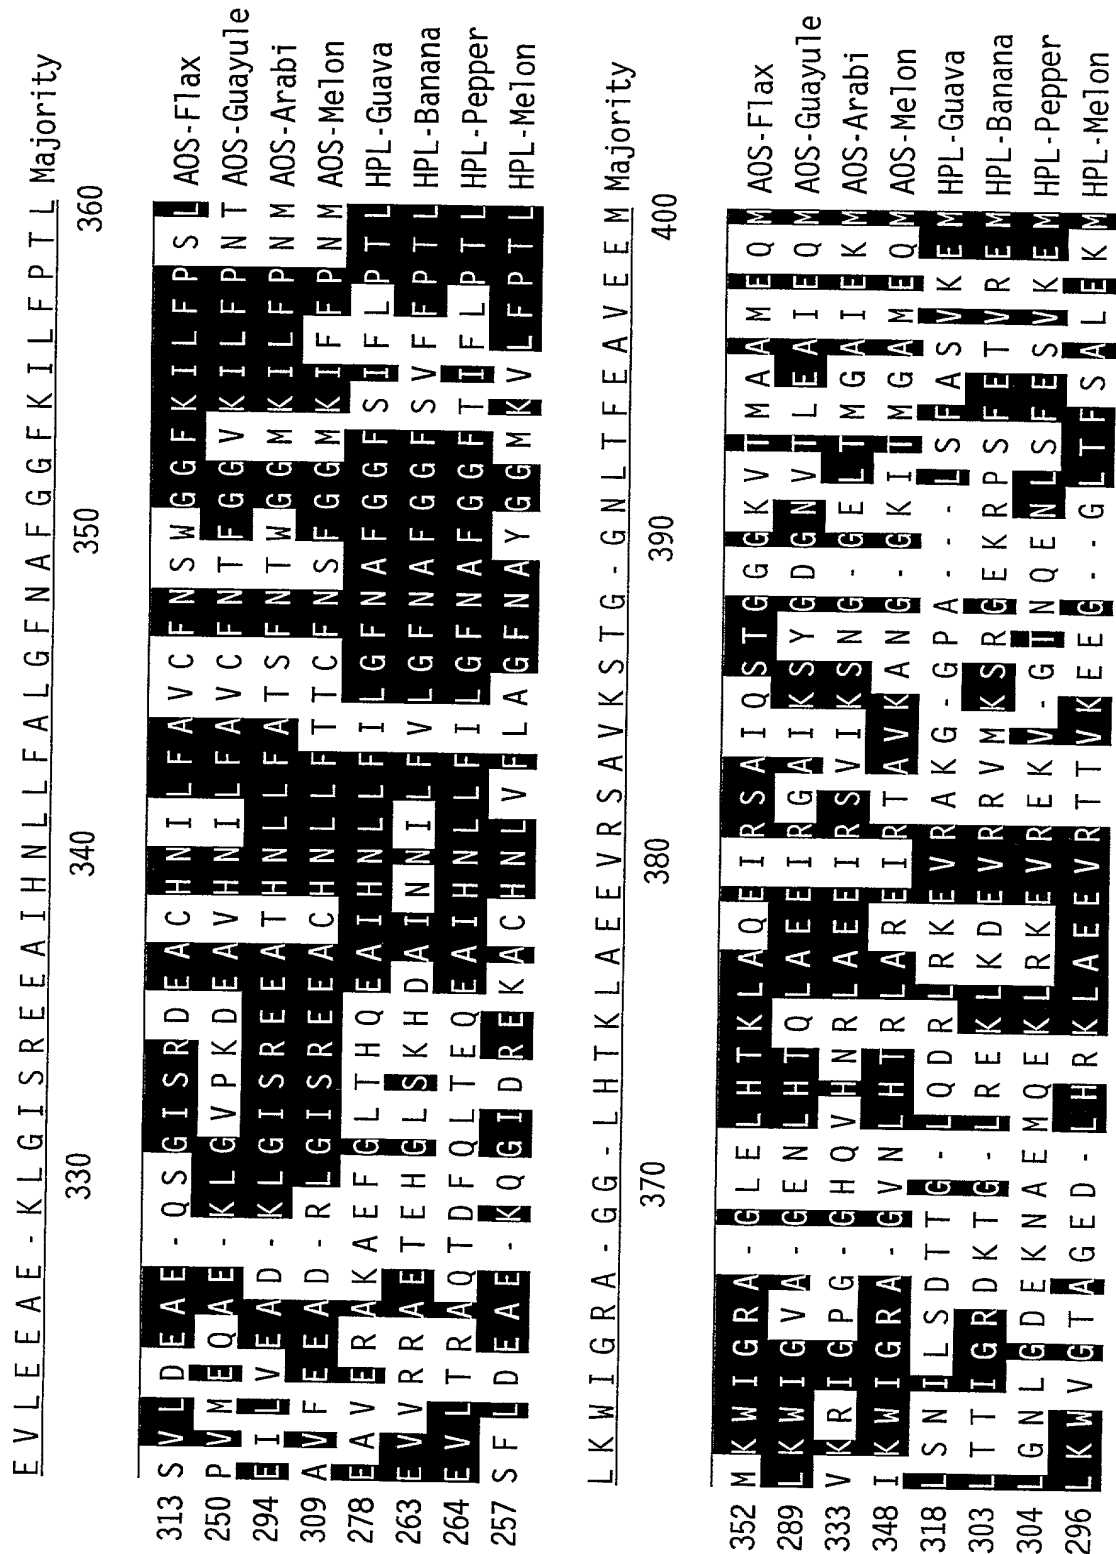 E V L E E A E - K L G I S R E E A I H N L L F A L G F N A F G G F K I L F P T L Majority
330 340 350 360
313 S V L D E A E - Q S G I S R D E A C H N I L F A V C F N S W G G F K I L F P S L AOS-Flax
250 P V M E Q A E - K L G V P K D E A V H N I L F A V C F N T F G G V K I L F P N T AOS-Guayule
294 E I L V E A D - K L G I S R E E A T H N L L F A T S F N T W G G M K I L F P N M AOS-Arabi
309 A V F E E A D - R L G I S R E E A C H N L L F T T C F N S F G G M K I F F P N M AOS-Melon
278 E A V E R A K A E F G L T H Q E A I H N L L F I L G F N A F G G F S I F L P T L HPL-Guava
263 E V V R R A E T E H G L S K H D A I N N I L F V L G F N A F G G F S V F F P T L HPL-Banana
264 E V L T R A Q T D F Q L T E Q E A I H N L L F I L G F N A F G G F T I F L P T L HPL-Pepper
257 S F L D E A E - K Q G I D R E K A C H N L V F L A G F N A Y G G M K V L F P T L HPL-Melon
L K W I G R A - G G - L H T K L A E E V R S A V K S T G - G N L T F E A V E E M Majority
370 380 390 400
352 M K W I G R A - G L E L H T K L A Q E I R S A I Q S T G G G K V T M A A M E Q M AOS-Flax
289 L K W I G V A - G E N L H T Q L A E E I R G A I K S Y G D G N V T L E A I E Q M AOS-Guayule
333 V K R I G P G - G H Q V H N R L A E E I R S V I K S N G - G E L T M G A I E K M AOS-Arabi
348 I K W I G R A - G V N L H T R L A R E I R T A V K A N G - G K I T M G A M E Q M AOS-Melon
318 L S N I L S D T T G - L Q D R L R K E V R A K G - G P A - - - L S F A S V K E M HPL-Guava
303 L T T I G R D K T G - L R E K L K D E V R R V M K S R G E K R P S F E T V R E M HPL-Banana
304 L G N L G D E K N A E M Q E K L R K E V R E K V - G I N Q E N L S F E S V K E M HPL-Pepper
296 L K W V G T A G E D - L H R K L A E E V R T T V K E E G - - G L T F S A L E K M HPL-Melon